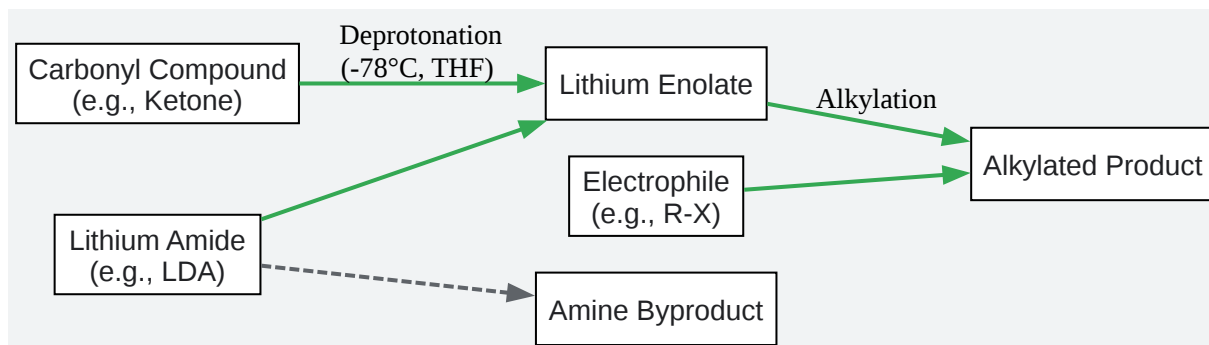 Deprotonation
(-78°C, THF)
Carbonyl Compound
(e.g., Ketone)
Lithium Enolate
Alkylation
Alkylated Product
Electrophile
(e.g., R-X)
Lithium Amide
(e.g., LDA)
Amine Byproduct